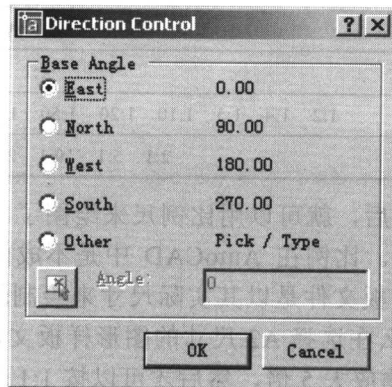 Direction Control
Base Angle
East 0.00
North 90.00
West 180.00
South 270.00
Other Pick / Type
Angle: 0
OK Cancel